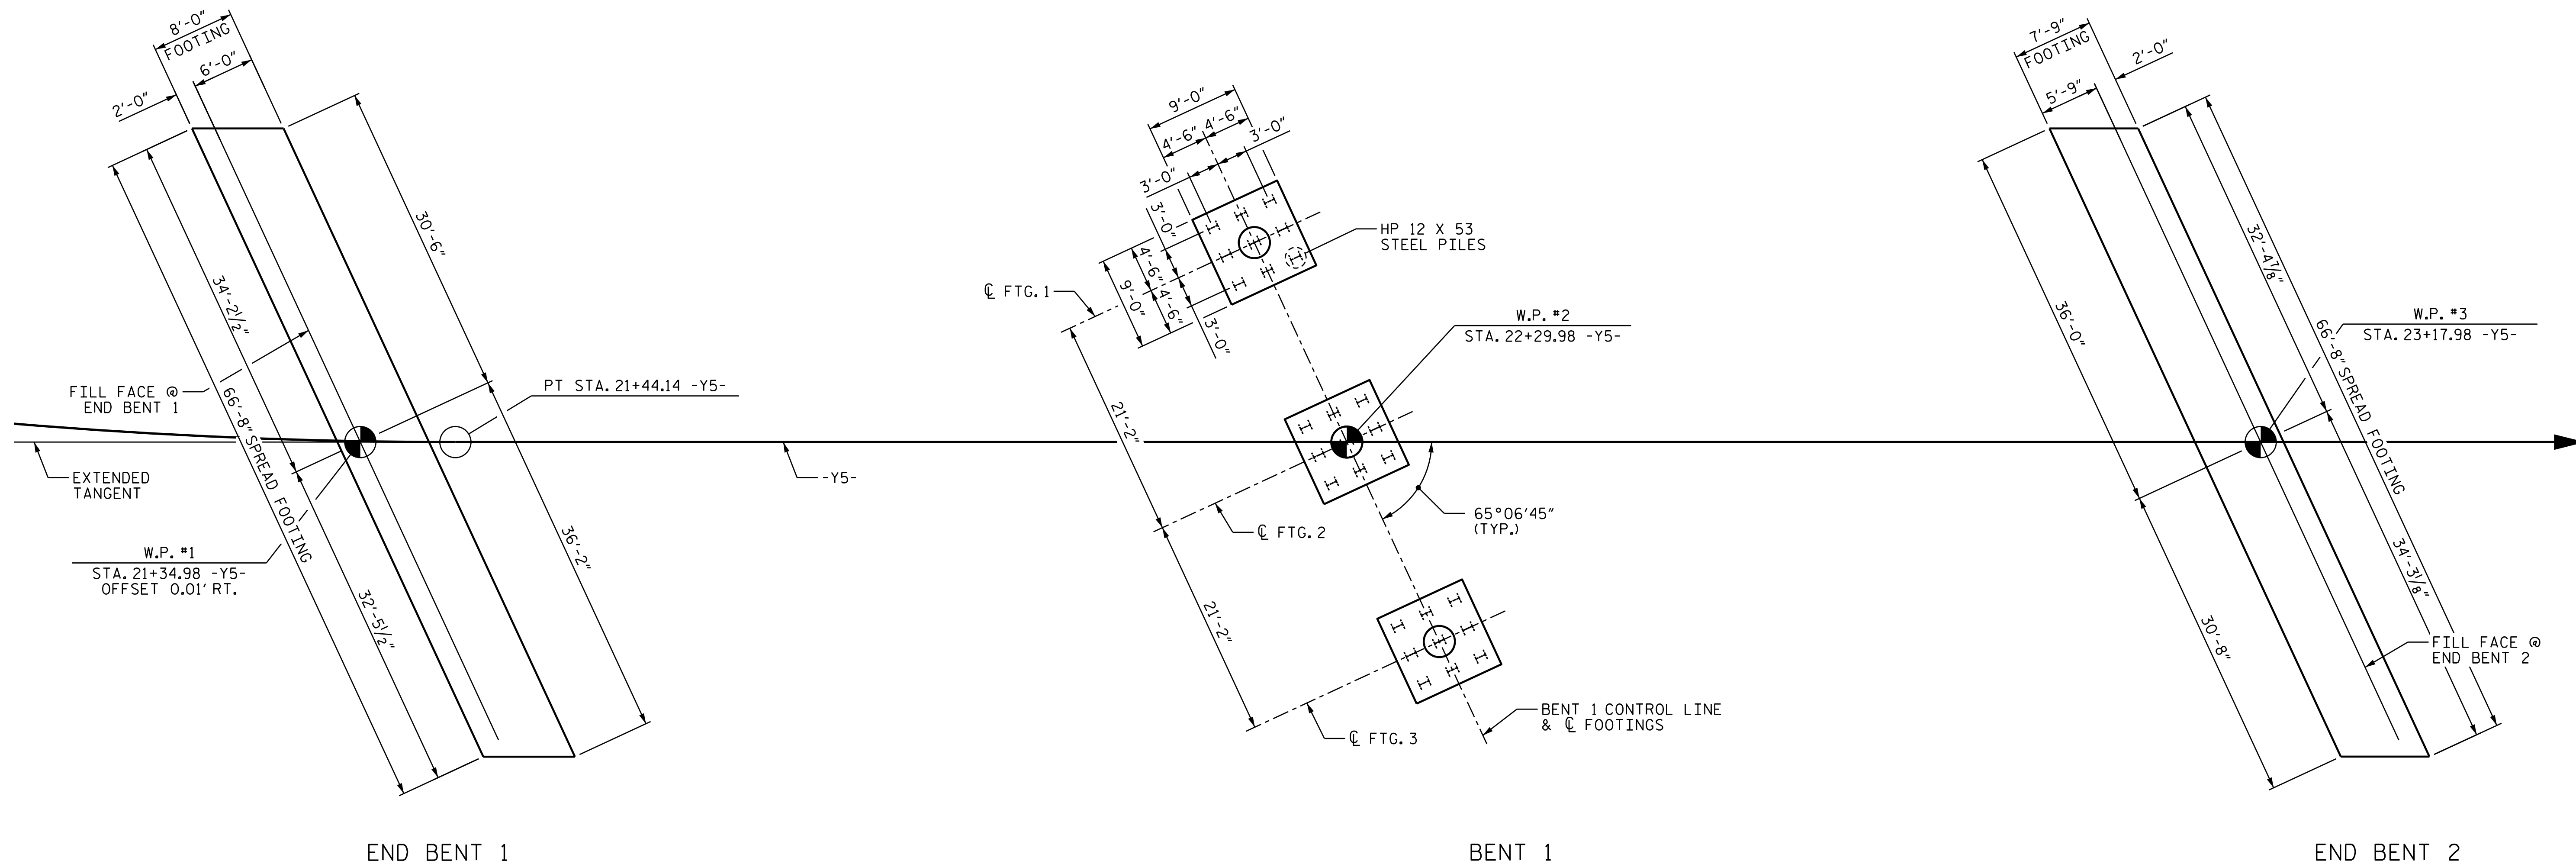 8'-0"
FOOTING
6'-0"
2'-0"
30'-6"
34'-2½"
66'-8" SPREAD FOOTING
FILL FACE @
END BENT 1
PT STA. 21+44.14 -Y5-
EXTENDED
TANGENT
-Y5-
W.P. #1
STA. 21+34.98 -Y5-
OFFSET 0.01' RT.
32'-5½"
36'-2"
END BENT 1
9'-0"
4'-6"
4'-6"
3'-0"
3'-0"
3'-0"
4'-6"
9'-0"
4'-6"
3'-0"
HP 12 X 53
STEEL PILES
℄ FTG. 1
W.P. #2
STA. 22+29.98 -Y5-
21'-2"
65°06'45"
(TYP.)
℄ FTG. 2
21'-2"
BENT 1 CONTROL LINE
& ℄ FOOTINGS
℄ FTG. 3
BENT 1
7'-9"
FOOTING
2'-0"
5'-9"
32'-4⅞"
36'-0"
66'-8" SPREAD FOOTING
W.P. #3
STA. 23+17.98 -Y5-
34'-3⅛"
30'-8"
FILL FACE @
END BENT 2
END BENT 2